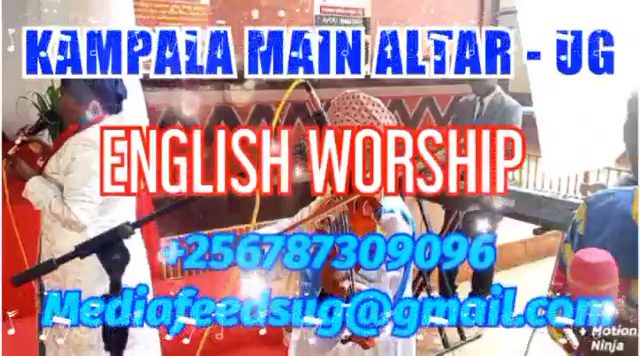 KAMPALA MAIN ALTAR - UG
ENGLISH WORSHIP
+256787309096
Mediafeedsug@gmail.com
Motion
Ninja